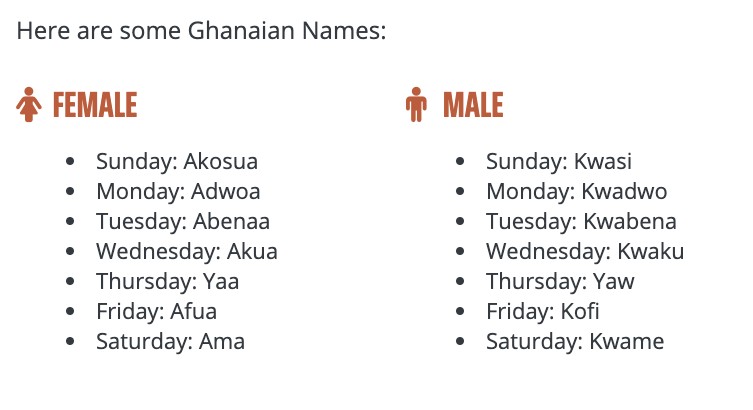 Here are some Ghanaian Names:
FEMALE
• Sunday: Akosua
• Monday: Adwoa
• Tuesday: Abenaa
• Wednesday: Akua
• Thursday: Yaa
• Friday: Afua
• Saturday: Ama
MALE
• Sunday: Kwasi
• Monday: Kwadwo
• Tuesday: Kwabena
• Wednesday: Kwaku
• Thursday: Yaw
• Friday: Kofi
• Saturday: Kwame